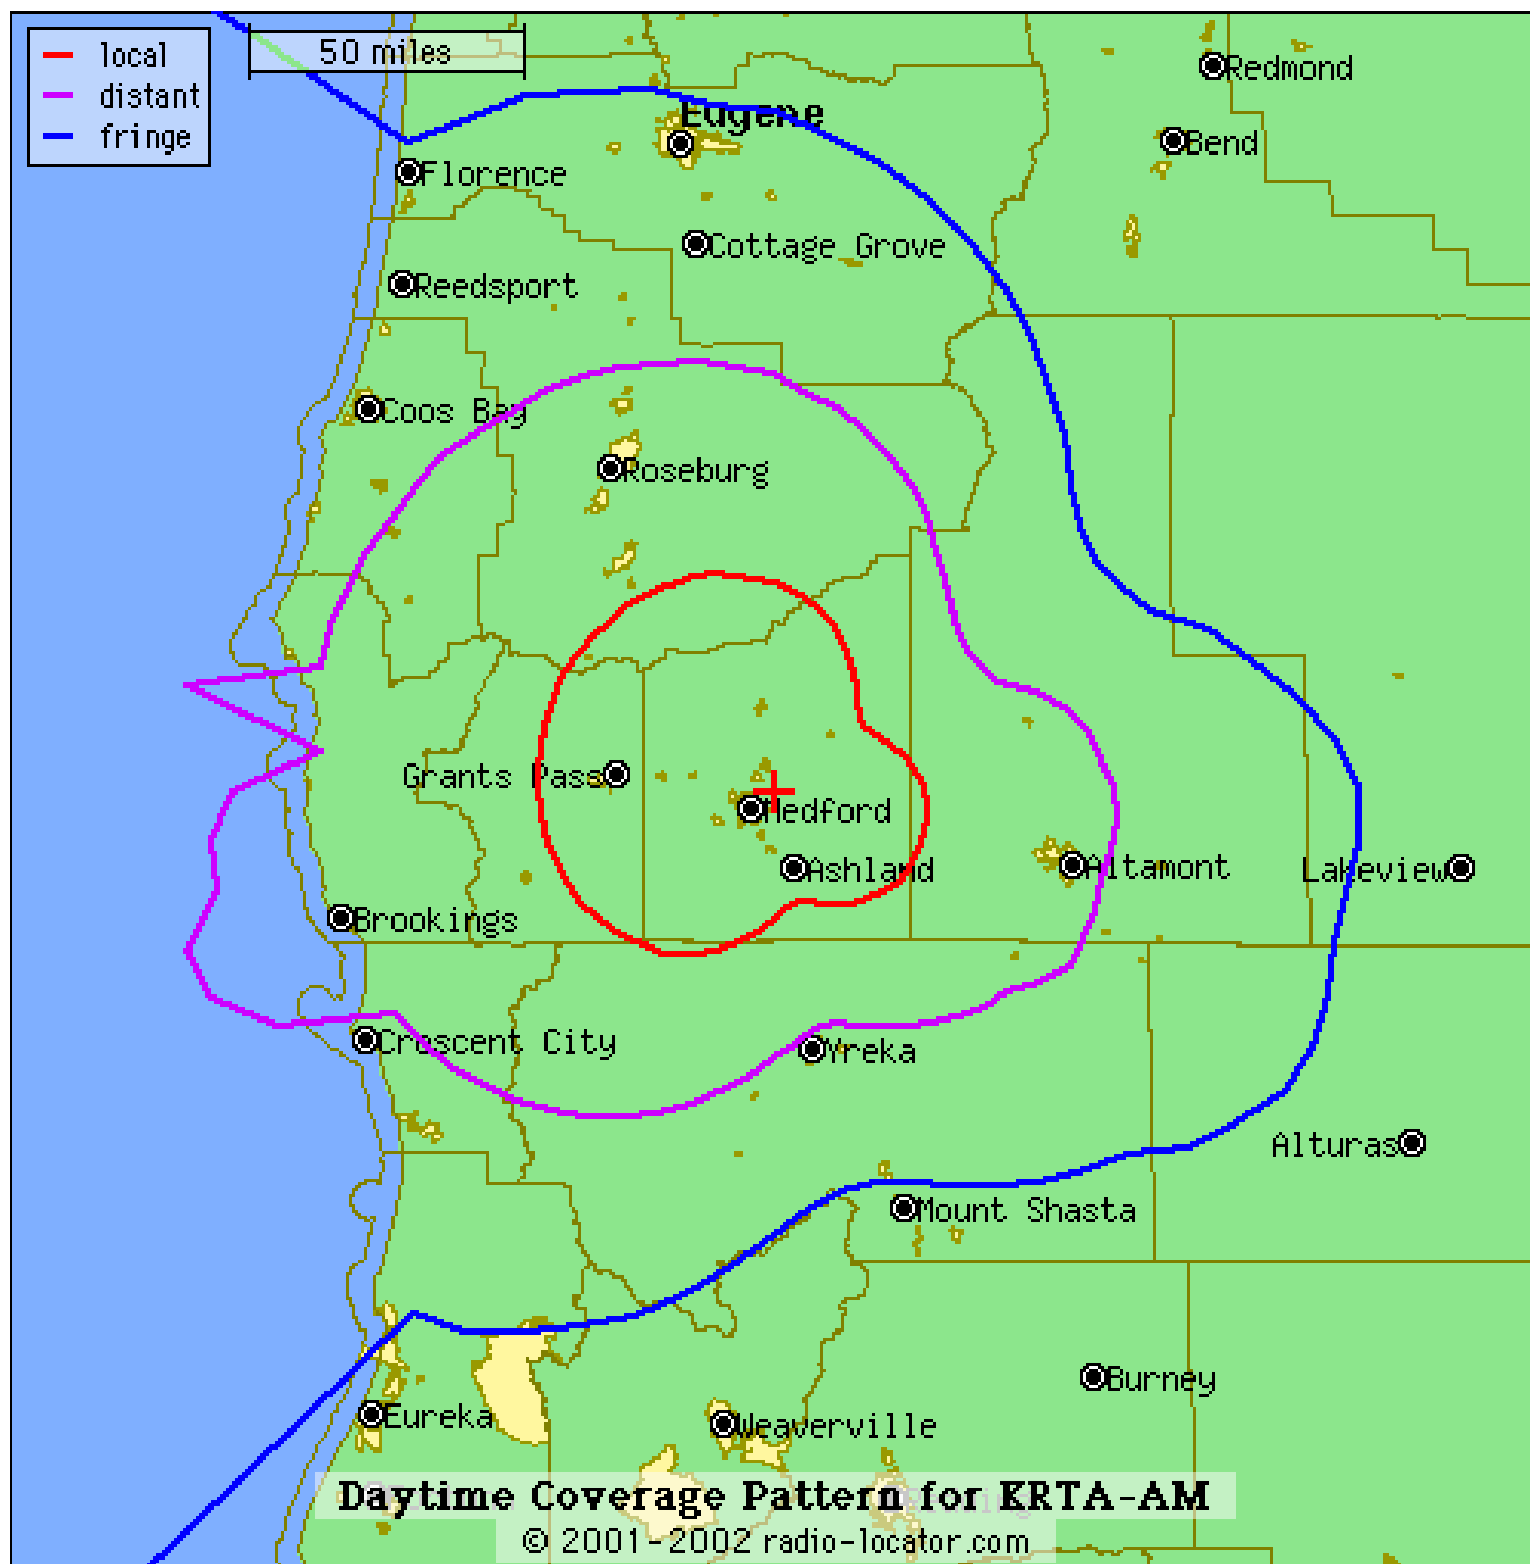 local
distant
fringe
50 miles
Redmond
Eugene
Bend
Florence
Cottage Grove
Reedsport
Coos Bay
Roseburg
Grants Pass
Medford
Ashland
Altamont
Lakeview
Brookings
Crescent City
Yreka
Alturas
Mount Shasta
Burney
Eureka
Weaverville
Daytime Coverage Pattern for KRTA-AM
© 2001-2002 radio-locator.com